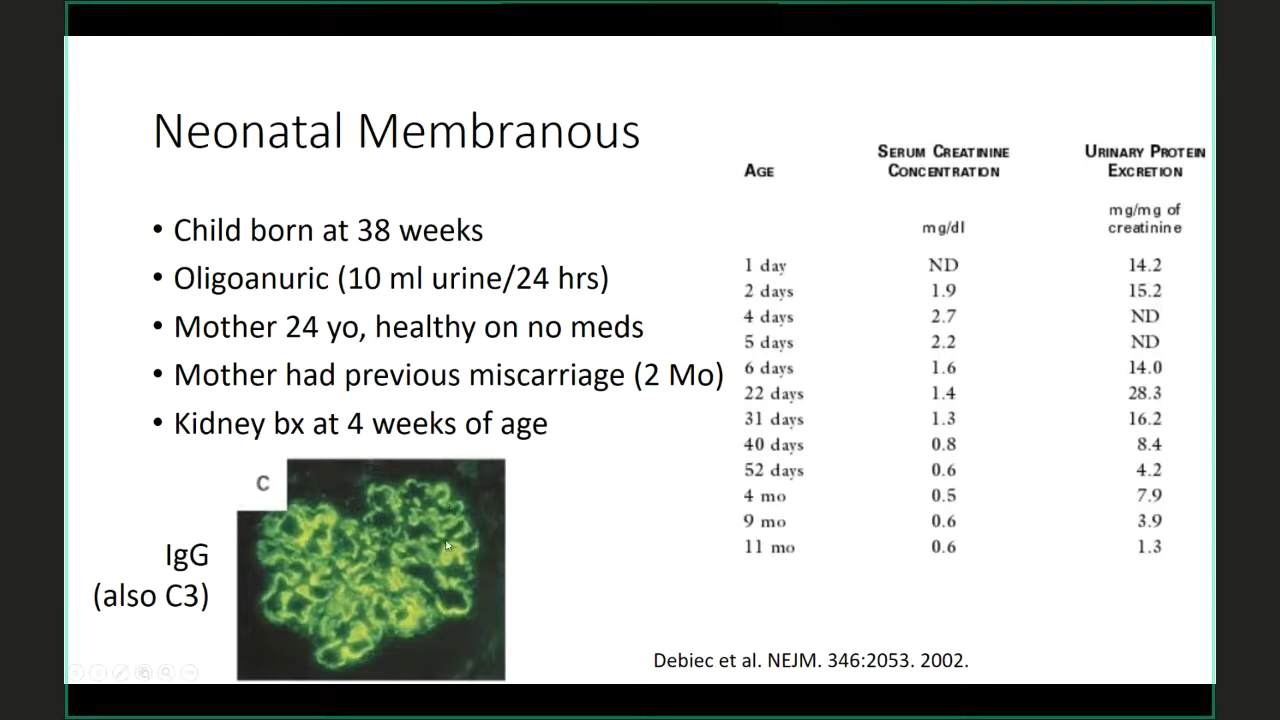 Neonatal Membranous
• Child born at 38 weeks
• Oligoanuric (10 ml urine/24 hrs)
• Mother 24 yo, healthy on no meds
• Mother had previous miscarriage (2 Mo)
• Kidney bx at 4 weeks of age
C
IgG
(also C3)
AGE SERUM CREATININE CONCENTRATION URINARY PROTEIN EXCRETION
mg/dl mg/mg of creatinine
1 day ND 14.2
2 days 1.9 15.2
4 days 2.7 ND
5 days 2.2 ND
6 days 1.6 14.0
22 days 1.4 28.3
31 days 1.3 16.2
40 days 0.8 8.4
52 days 0.6 4.2
4 mo 0.5 7.9
9 mo 0.6 3.9
11 mo 0.6 1.3
Debiec et al. NEJM. 346:2053. 2002.